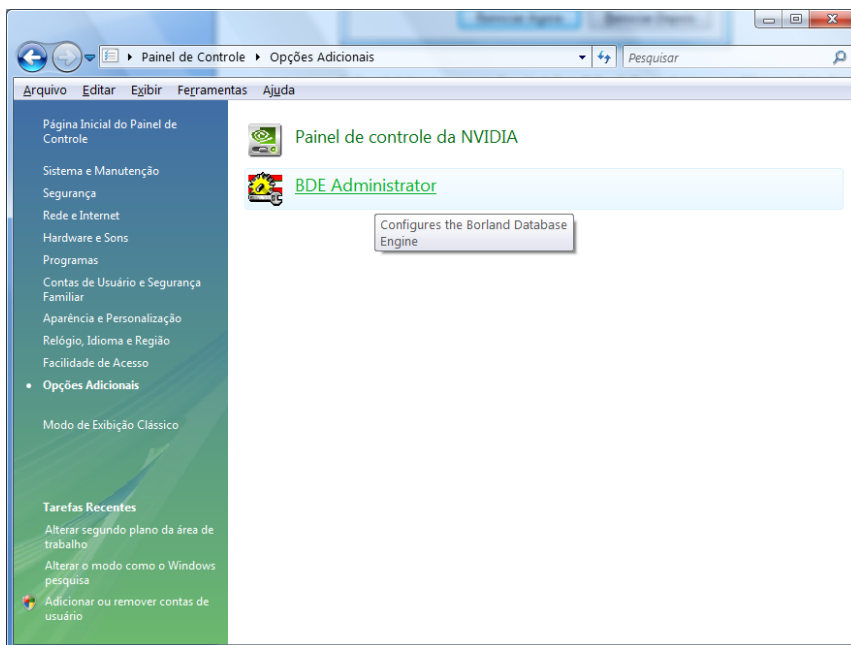 Reiniciar Agora Reiniciar Depois
Painel de Controle Opções Adicionais Pesquisar
Arquivo Editar Exibir Ferramentas Ajuda
Página Inicial do Painel de
Controle
Sistema e Manutenção
Segurança
Rede e Internet
Hardware e Sons
Programas
Contas de Usuário e Segurança
Familiar
Aparência e Personalização
Relógio, Idioma e Região
Facilidade de Acesso
Opções Adicionais
Modo de Exibição Clássico
Tarefas Recentes
Alterar segundo plano da área de
trabalho
Alterar o modo como o Windows
pesquisa
Adicionar ou remover contas de
usuário
Painel de controle da NVIDIA
BDE Administrator
Configures the Borland Database
Engine